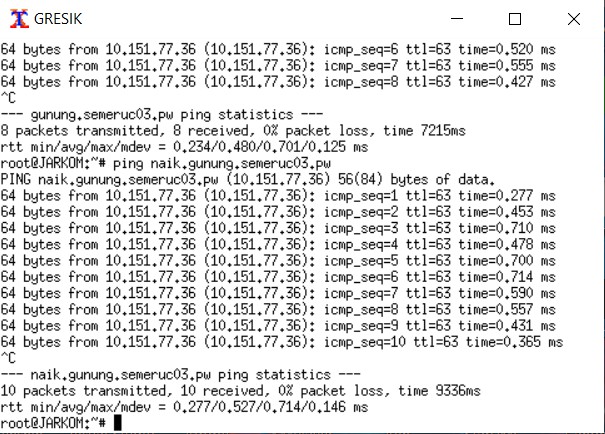 GRESIK
64 bytes from 10.151.77.36 (10.151.77.36): icmp_seq=6 ttl=63 time=0.520 ms
64 bytes from 10.151.77.36 (10.151.77.36): icmp_seq=7 ttl=63 time=0.555 ms
64 bytes from 10.151.77.36 (10.151.77.36): icmp_seq=8 ttl=63 time=0.427 ms
^C
--- gunung.semeruc03.pw ping statistics ---
8 packets transmitted, 8 received, 0% packet loss, time 7215ms
rtt min/avg/max/mdev = 0.234/0.480/0.701/0.125 ms
root@JARKOM:~# ping naik.gunung.semeruc03.pw
PING naik.gunung.semeruc03.pw (10.151.77.36) 56(84) bytes of data.
64 bytes from 10.151.77.36 (10.151.77.36): icmp_seq=1 ttl=63 time=0.277 ms
64 bytes from 10.151.77.36 (10.151.77.36): icmp_seq=2 ttl=63 time=0.453 ms
64 bytes from 10.151.77.36 (10.151.77.36): icmp_seq=3 ttl=63 time=0.710 ms
64 bytes from 10.151.77.36 (10.151.77.36): icmp_seq=4 ttl=63 time=0.478 ms
64 bytes from 10.151.77.36 (10.151.77.36): icmp_seq=5 ttl=63 time=0.700 ms
64 bytes from 10.151.77.36 (10.151.77.36): icmp_seq=6 ttl=63 time=0.714 ms
64 bytes from 10.151.77.36 (10.151.77.36): icmp_seq=7 ttl=63 time=0.590 ms
64 bytes from 10.151.77.36 (10.151.77.36): icmp_seq=8 ttl=63 time=0.557 ms
64 bytes from 10.151.77.36 (10.151.77.36): icmp_seq=9 ttl=63 time=0.431 ms
64 bytes from 10.151.77.36 (10.151.77.36): icmp_seq=10 ttl=63 time=0.365 ms
^C
--- naik.gunung.semeruc03.pw ping statistics ---
10 packets transmitted, 10 received, 0% packet loss, time 9336ms
rtt min/avg/max/mdev = 0.277/0.527/0.714/0.146 ms
root@JARKOM:~#